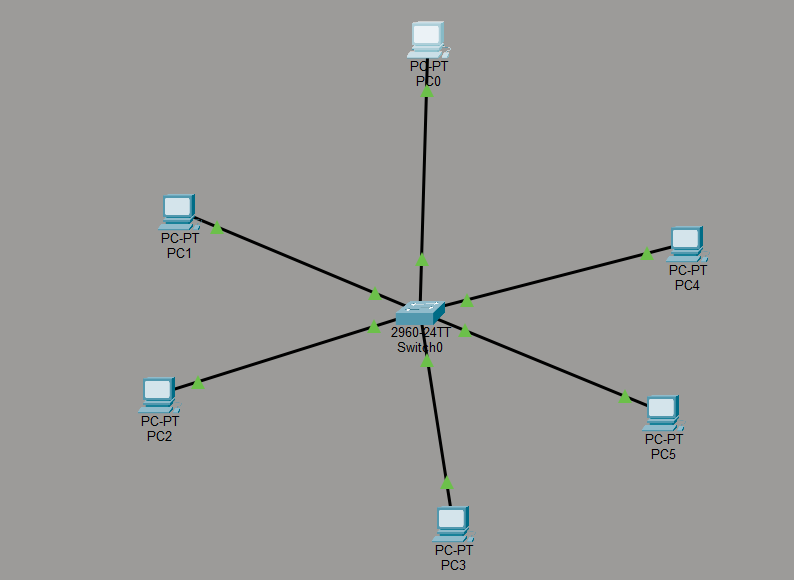 PC-PT
PC0
PC-PT
PC1
PC-PT
PC4
2960-24TT
Switch0
PC-PT
PC2
PC-PT
PC5
PC-PT
PC3